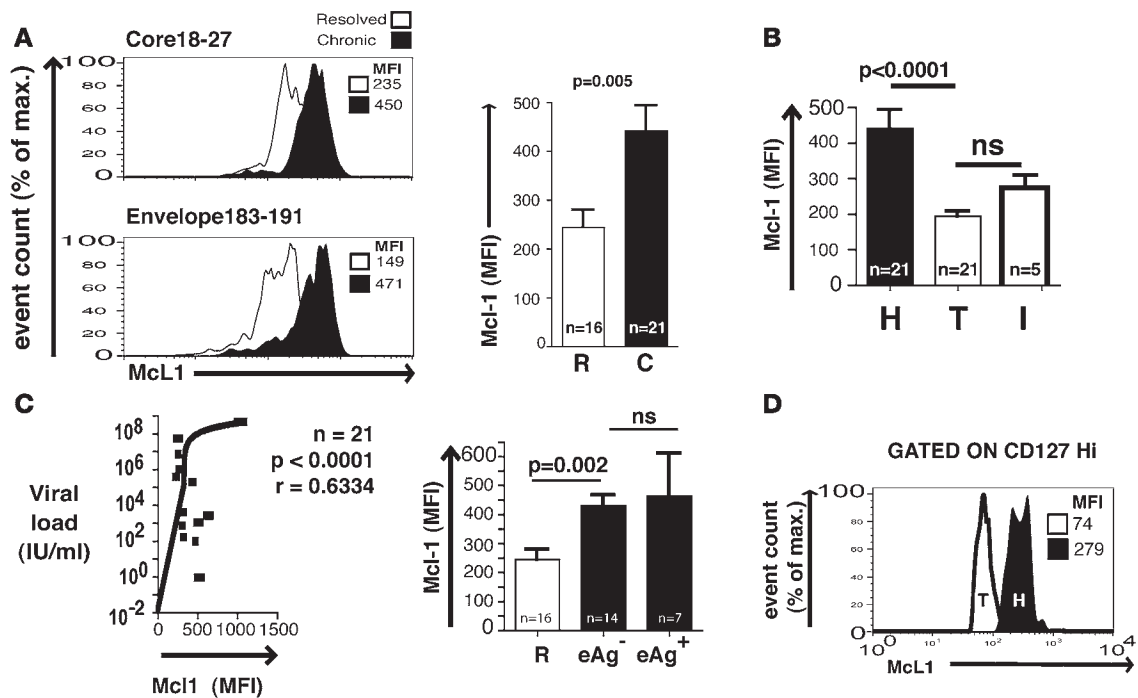 A
Resolved
Chronic
Core18-27
100
80
60
40
20
0
MFI
235
450
event count (% of max.)
Envelope183-191
100
80
60
40
20
0
MFI
149
471
McL1
p=0.005
Mcl-1 (MFI)
500
400
300
200
100
0
n=16
n=21
R
C
B
p<0.0001
ns
Mcl-1 (MFI)
500
400
300
200
100
0
n=21
n=21
n=5
H
T
I
C
Viral
load
(IU/ml)
10^8
10^6
10^4
10^2
10^0
10^-2
0 500 1000 1500
Mcl1 (MFI)
n = 21
p < 0.0001
r = 0.6334
ns
p=0.002
Mcl-1 (MFI)
600
500
400
300
200
100
0
n=16
n=14
n=7
R
eAg-
eAg+
D
GATED ON CD127 Hi
event count
(% of max.)
100
80
60
40
20
0
MFI
74
279
T
H
10^0 10^1 10^2 10^3 10^4
McL1